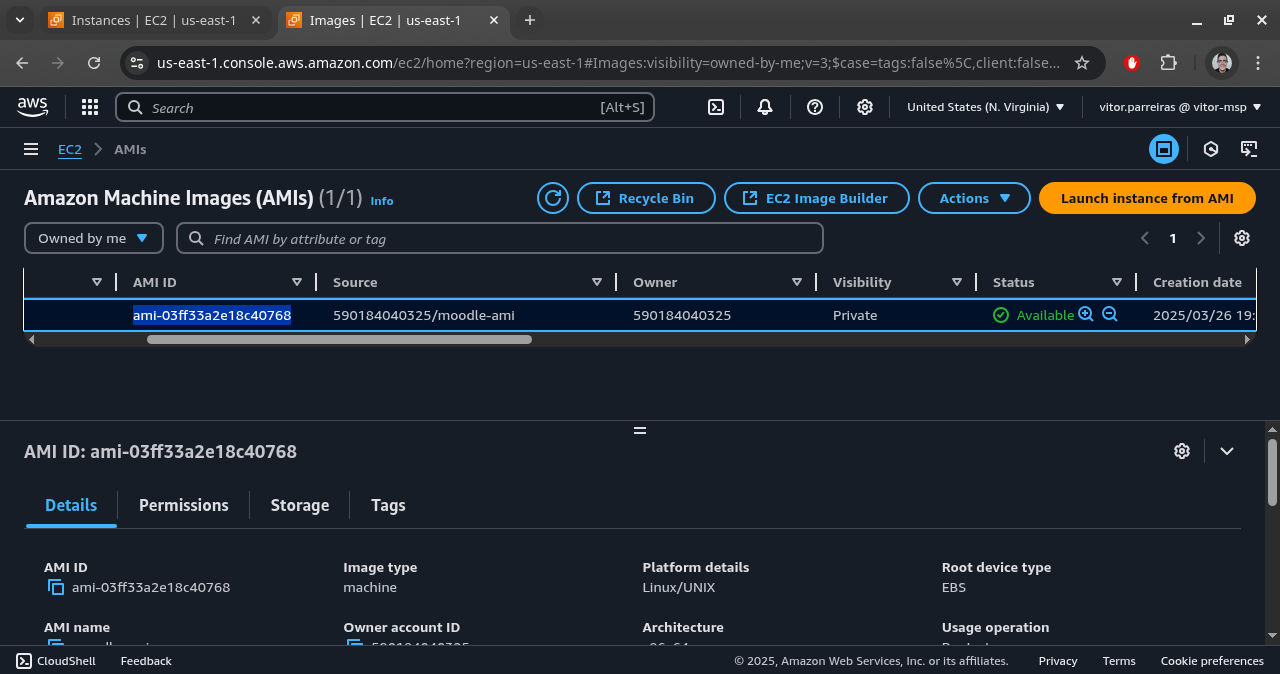 Instances | EC2 | us-east-1
Images | EC2 | us-east-1
us-east-1.console.aws.amazon.com/ec2/home?region=us-east-1#Images:visibility=owned-by-me;v=3;$case=tags:false%5C,client:false...
aws
Search
[Alt+S]
United States (N. Virginia)
vitor.parreiras @ vitor-msp
EC2
AMIs
Amazon Machine Images (AMIs) (1/1) Info
Recycle Bin
EC2 Image Builder
Actions
Launch instance from AMI
Owned by me
Find AMI by attribute or tag
1
AMI ID
Source
Owner
Visibility
Status
Creation date
ami-03ff33a2e18c40768
590184040325/moodle-ami
590184040325
Private
Available
2025/03/26 19:
AMI ID: ami-03ff33a2e18c40768
Details
Permissions
Storage
Tags
AMI ID
Image type
Platform details
Root device type
ami-03ff33a2e18c40768
machine
Linux/UNIX
EBS
AMI name
Owner account ID
Architecture
Usage operation
CloudShell
Feedback
© 2025, Amazon Web Services, Inc. or its affiliates.
Privacy
Terms
Cookie preferences